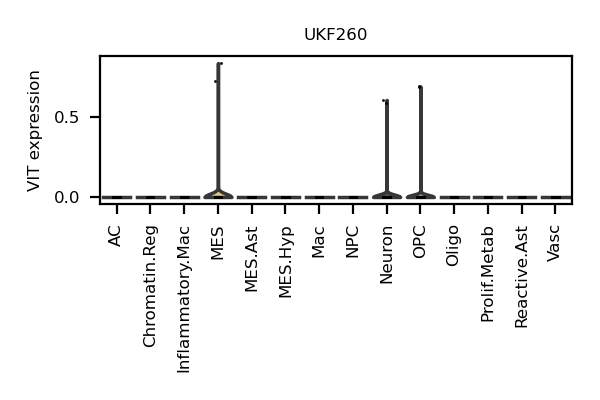 UKF260
VIT expression
0.5
0.0
AC
Chromatin.Reg
Inflammatory.Mac
MES
MES.Ast
MES.Hyp
Mac
NPC
Neuron
OPC
Oligo
Prolif.Metab
Reactive.Ast
Vasc